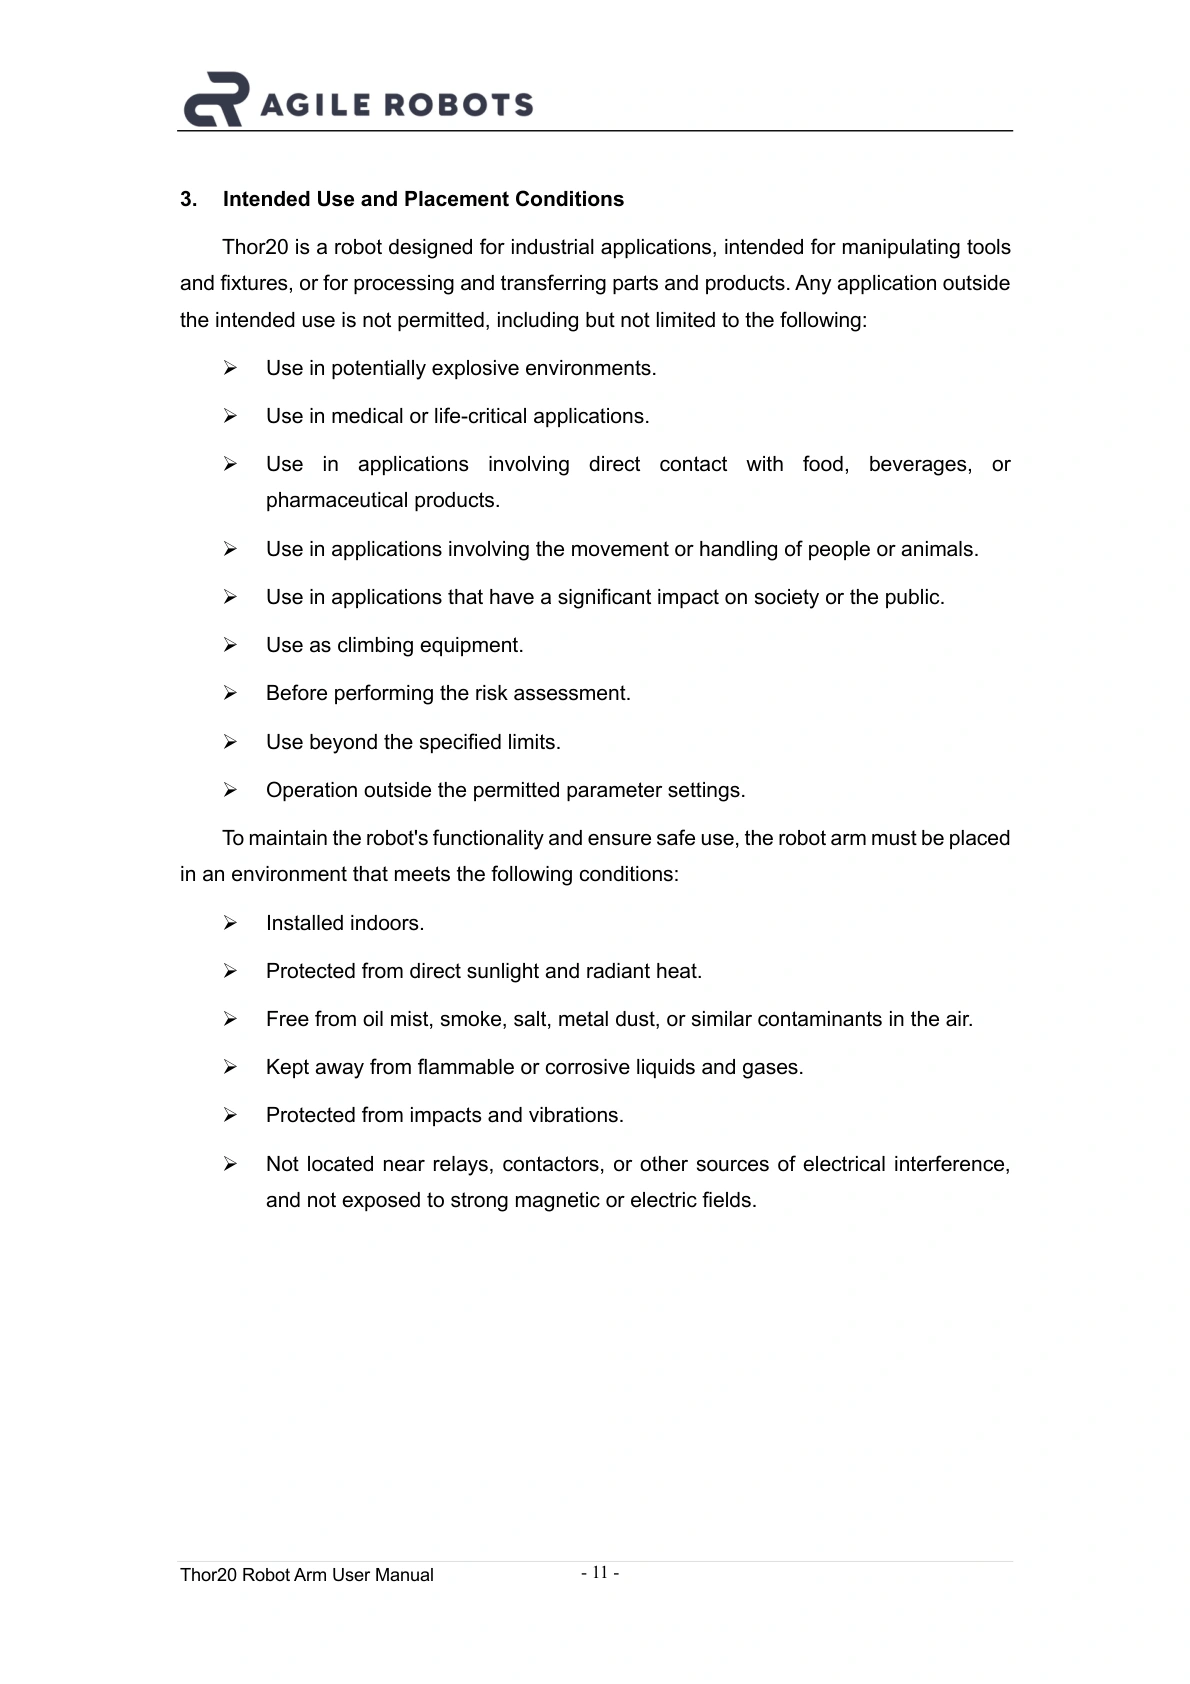 AGILE ROBOTS
3. Intended Use and Placement Conditions
Thor20 is a robot designed for industrial applications, intended for manipulating tools
and fixtures, or for processing and transferring parts and products. Any application outside
the intended use is not permitted, including but not limited to the following:
➢ Use in potentially explosive environments.
➢ Use in medical or life-critical applications.
➢ Use in applications involving direct contact with food, beverages, or
pharmaceutical products.
➢ Use in applications involving the movement or handling of people or animals.
➢ Use in applications that have a significant impact on society or the public.
➢ Use as climbing equipment.
➢ Before performing the risk assessment.
➢ Use beyond the specified limits.
➢ Operation outside the permitted parameter settings.
To maintain the robot's functionality and ensure safe use, the robot arm must be placed
in an environment that meets the following conditions:
➢ Installed indoors.
➢ Protected from direct sunlight and radiant heat.
➢ Free from oil mist, smoke, salt, metal dust, or similar contaminants in the air.
➢ Kept away from flammable or corrosive liquids and gases.
➢ Protected from impacts and vibrations.
➢ Not located near relays, contactors, or other sources of electrical interference,
and not exposed to strong magnetic or electric fields.
Thor20 Robot Arm User Manual - 11 -